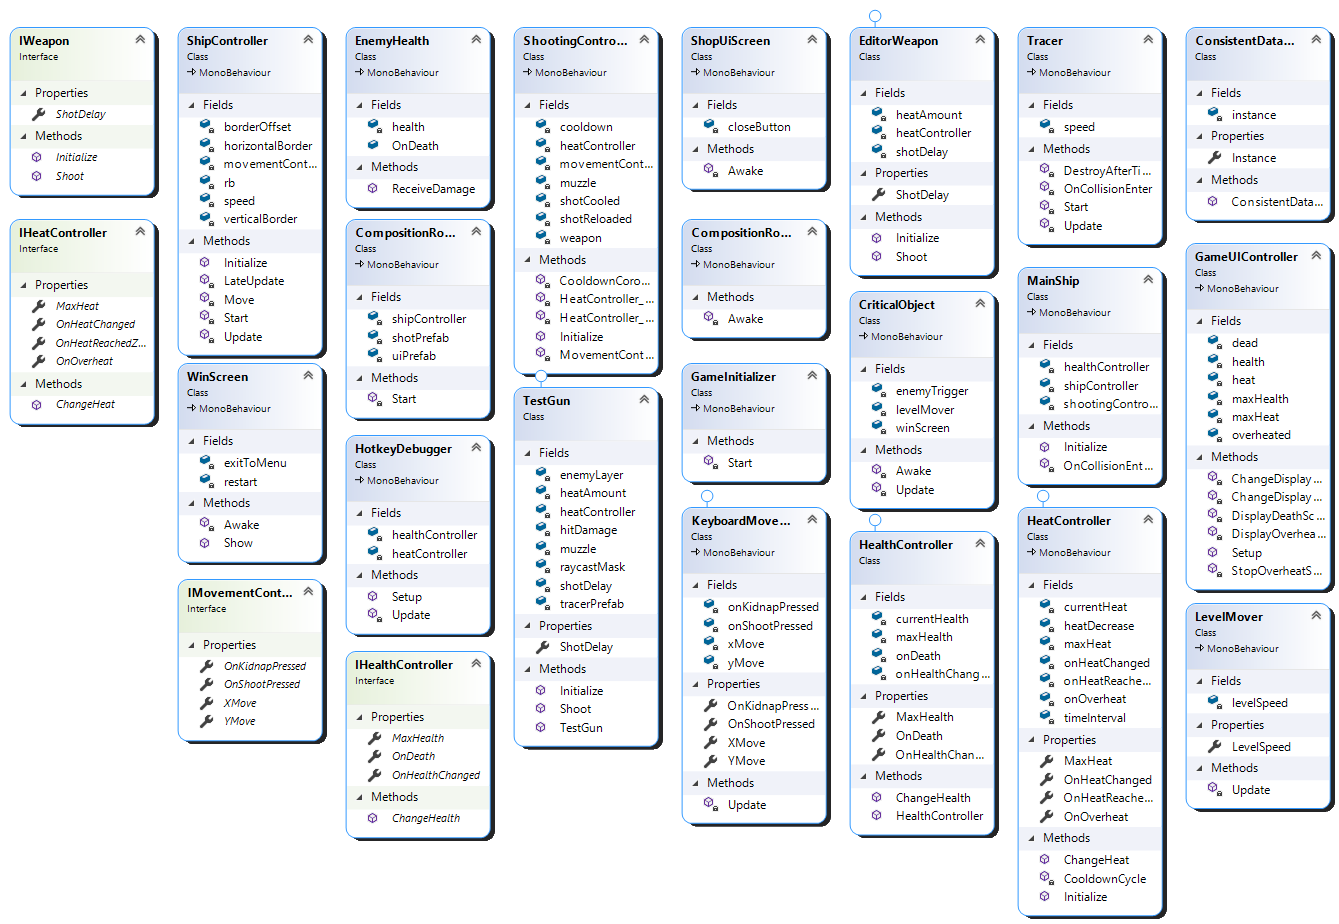 IWeapon
Interface
Properties
ShotDelay
Methods
Initialize
Shoot
IHeatController
Interface
Properties
MaxHeat
OnHeatChanged
OnHeatReachedZ...
OnOverheat
Methods
ChangeHeat
ShipController
Class
MonoBehaviour
Fields
borderOffset
horizontalBorder
movementCont...
rb
speed
verticalBorder
Methods
Initialize
LateUpdate
Move
Start
Update
WinScreen
Class
MonoBehaviour
Fields
exitToMenu
restart
Methods
Awake
Show
IMovementCont...
Interface
Properties
OnKidnapPressed
OnShootPressed
XMove
YMove
EnemyHealth
Class
MonoBehaviour
Fields
health
OnDeath
Methods
ReceiveDamage
CompositionRo...
Class
MonoBehaviour
Fields
shipController
shotPrefab
uiPrefab
Methods
Start
HotkeyDebugger
Class
MonoBehaviour
Fields
healthController
heatController
Methods
Setup
Update
IHealthController
Interface
Properties
MaxHealth
OnDeath
OnHealthChanged
Methods
ChangeHealth
ShootingContro...
Class
MonoBehaviour
Fields
cooldown
heatController
movementCont...
muzzle
shotCooled
shotReloaded
weapon
Methods
CooldownCoro...
HeatController_...
HeatController_...
Initialize
MovementCont...
TestGun
Class
Fields
enemyLayer
heatAmount
heatController
hitDamage
muzzle
raycastMask
shotDelay
tracerPrefab
Properties
ShotDelay
Methods
Initialize
Shoot
TestGun
ShopUiScreen
Class
MonoBehaviour
Fields
closeButton
Methods
Awake
CompositionRo...
Class
MonoBehaviour
Methods
Awake
GameInitializer
Class
MonoBehaviour
Methods
Start
KeyboardMove...
Class
MonoBehaviour
Fields
onKidnapPressed
onShootPressed
xMove
yMove
Properties
OnKidnapPress...
OnShootPressed
XMove
YMove
Methods
Update
EditorWeapon
Class
Fields
heatAmount
heatController
shotDelay
Properties
ShotDelay
Methods
Initialize
Shoot
CriticalObject
Class
MonoBehaviour
Fields
enemyTrigger
levelMover
winScreen
Methods
Awake
Update
HealthController
Class
Fields
currentHealth
maxHealth
onDeath
onHealthChang...
Properties
MaxHealth
OnDeath
OnHealthChan...
Methods
ChangeHealth
HealthController
Tracer
Class
MonoBehaviour
Fields
speed
Methods
DestroyAfterTi...
OnCollisionEnter
Start
Update
MainShip
Class
MonoBehaviour
Fields
healthController
shipController
shootingContro...
Methods
Initialize
OnCollisionEnt...
HeatController
Class
MonoBehaviour
Fields
currentHeat
heatDecrease
maxHeat
onHeatChanged
onHeatReache...
onOverheat
timeInterval
Properties
MaxHeat
OnHeatChanged
OnHeatReache...
OnOverheat
Methods
ChangeHeat
CooldownCycle
Initialize
ConsistentData...
Class
Fields
instance
Properties
Instance
Methods
ConsistentData...
GameUIController
Class
MonoBehaviour
Fields
dead
health
heat
maxHealth
maxHeat
overheated
Methods
ChangeDisplay...
ChangeDisplay...
DisplayDeathSc...
DisplayOverhea...
Setup
StopOverheatS...
LevelMover
Class
MonoBehaviour
Fields
levelSpeed
Properties
LevelSpeed
Methods
Update